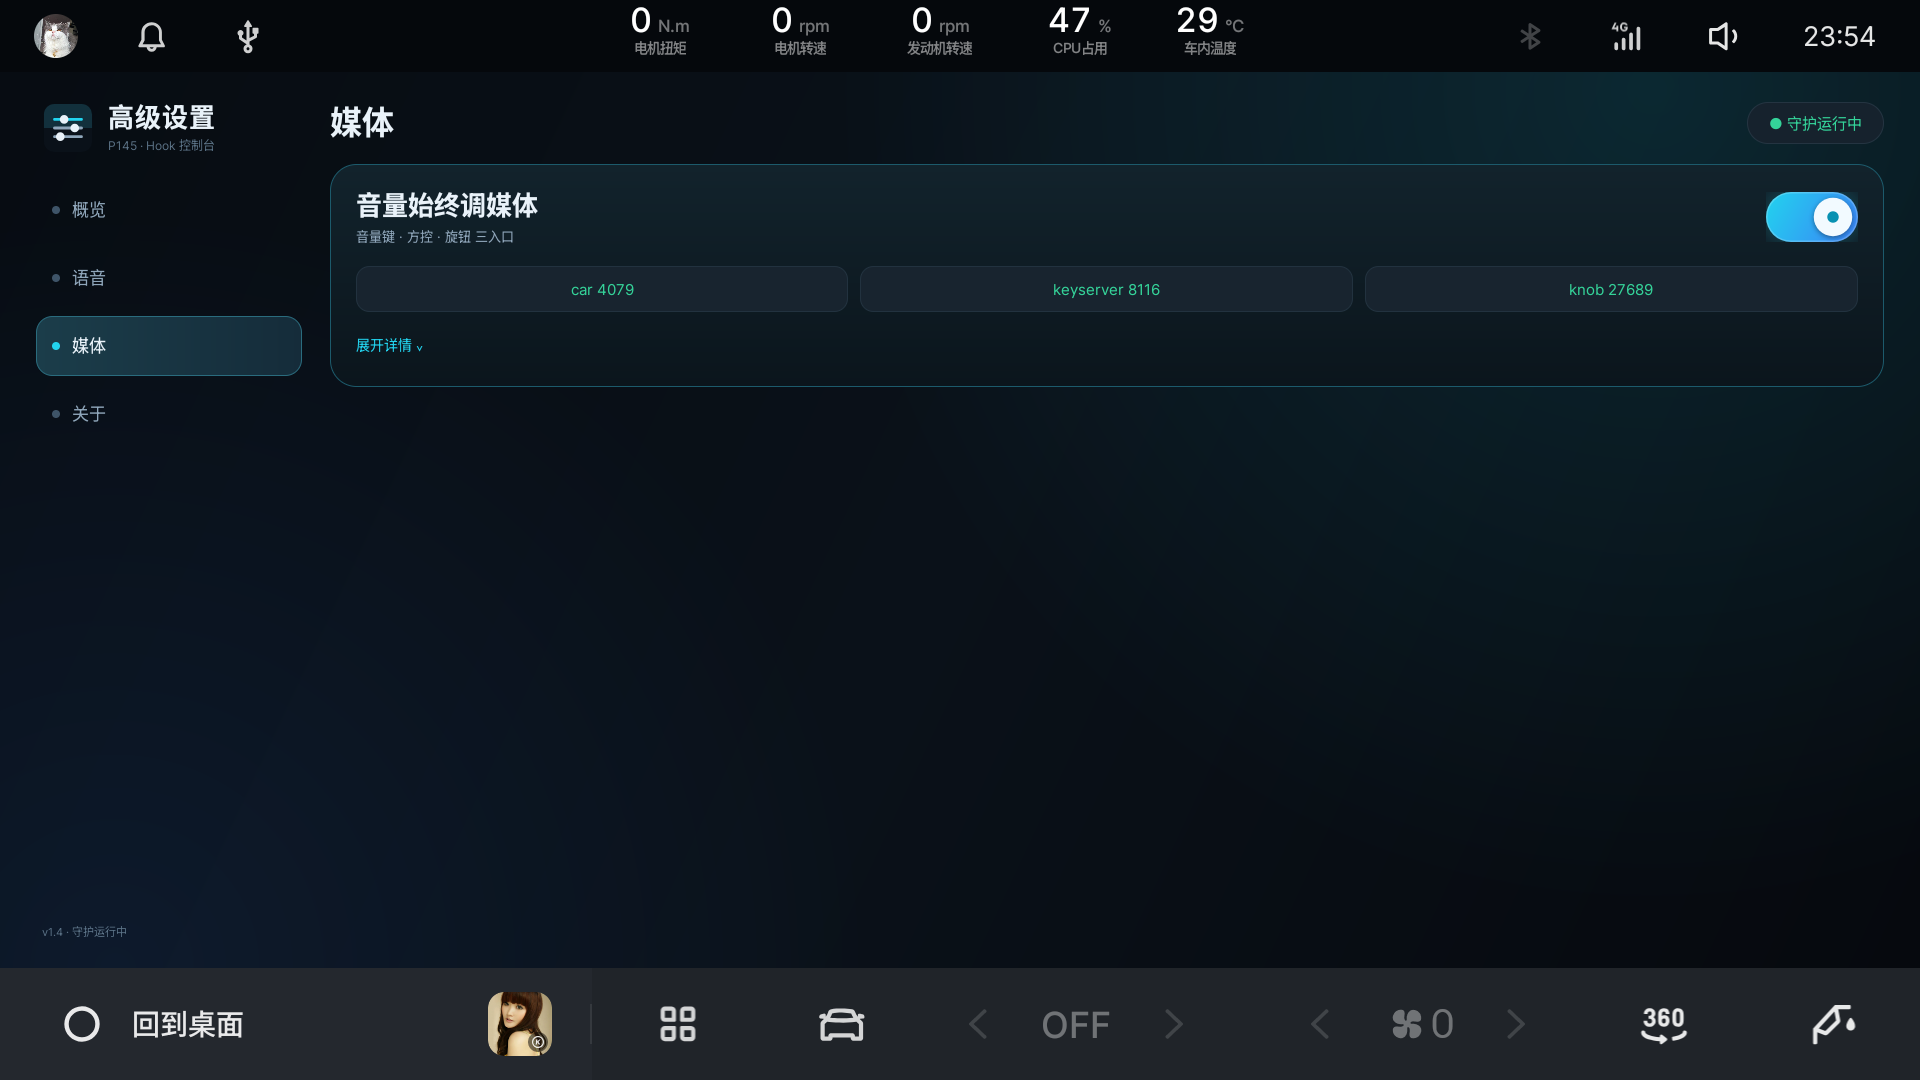 0 N.m
电机扭矩
0 rpm
电机转速
0 rpm
发动机转速
47 %
CPU占用
29 °C
车内温度
4G
23:54
高级设置
P145 · Hook 控制台
概览
语音
媒体
关于
v1.4 · 守护运行中
媒体
守护运行中
音量始终调媒体
音量键 · 方控 · 旋钮 三入口
car 4079
keyserver 8116
knob 27689
展开详情
回到桌面
K
OFF
0
360